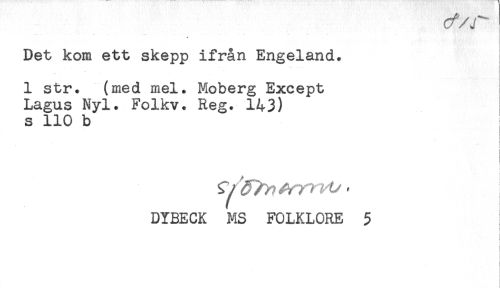 815
Det kom ett skepp ifrån Engeland.
1 str. (med mel. Moberg Except
Lagus Nyl. Folkv. Reg. 143)
s 110 b
sjömanv.
DYBECK MS FOLKLORE 5